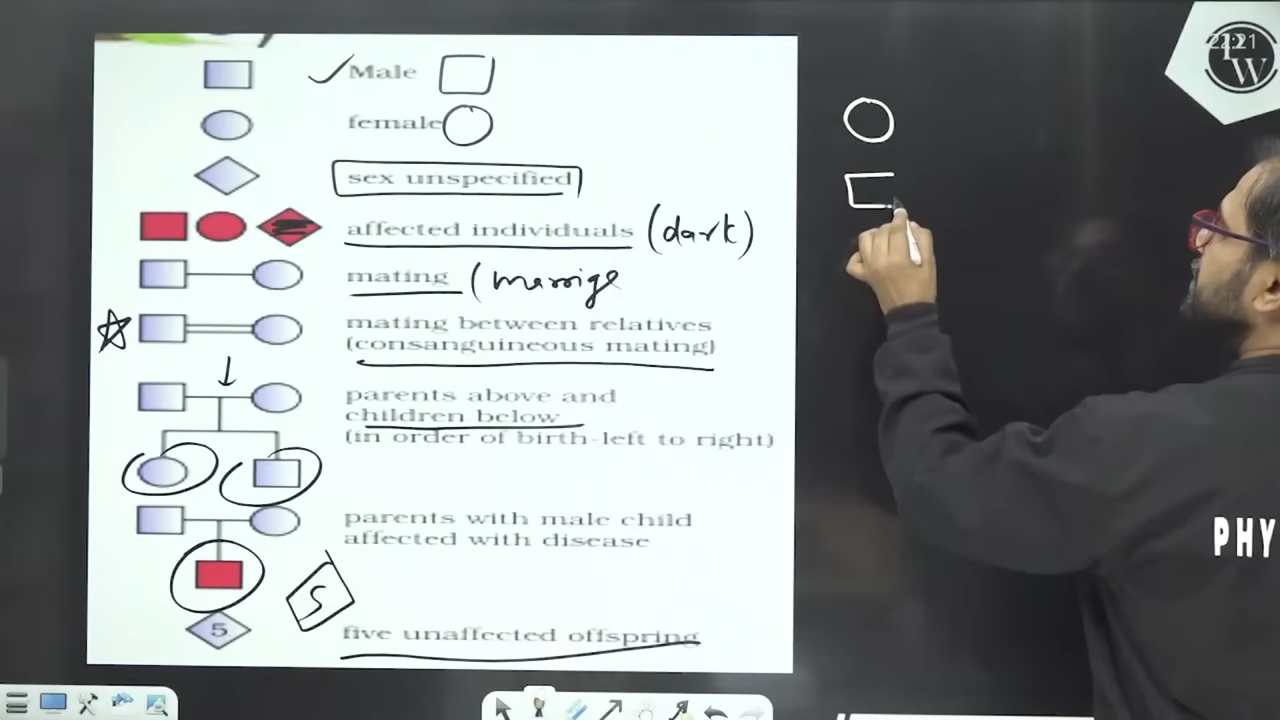 Male
female
sex unspecified
affected individuals (dark)
mating (marrige
mating between relatives
(consanguineous mating)
parents above and
children below
(in order of birth-left to right)
parents with male child
affected with disease
5
5
five unaffected offspring
22:21
W
PHY